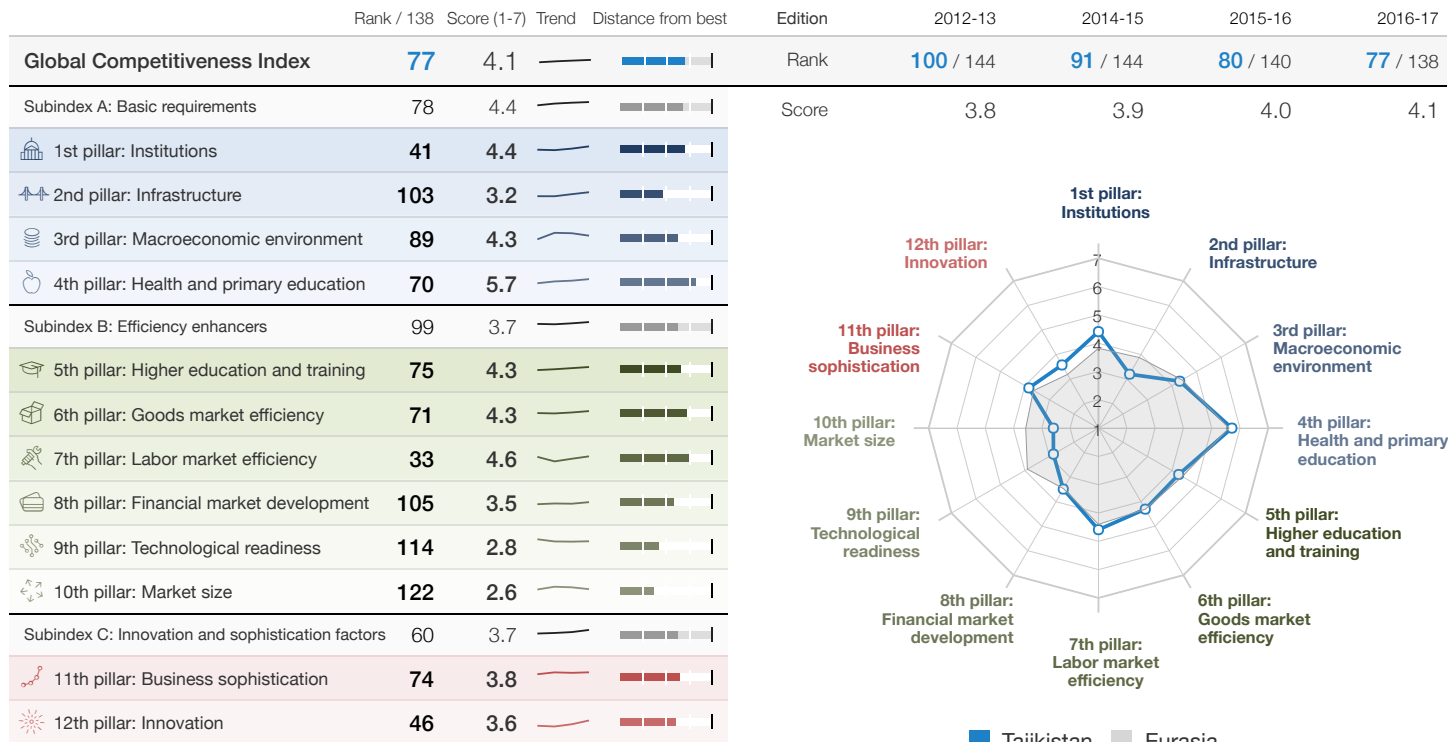 Rank / 138 Score (1-7) Trend Distance from best
Global Competitiveness Index 77 4.1
Subindex A: Basic requirements 78 4.4
1st pillar: Institutions 41 4.4
2nd pillar: Infrastructure 103 3.2
3rd pillar: Macroeconomic environment 89 4.3
4th pillar: Health and primary education 70 5.7
Subindex B: Efficiency enhancers 99 3.7
5th pillar: Higher education and training 75 4.3
6th pillar: Goods market efficiency 71 4.3
7th pillar: Labor market efficiency 33 4.6
8th pillar: Financial market development 105 3.5
9th pillar: Technological readiness 114 2.8
10th pillar: Market size 122 2.6
Subindex C: Innovation and sophistication factors 60 3.7
11th pillar: Business sophistication 74 3.8
12th pillar: Innovation 46 3.6
Edition 2012-13 2014-15 2015-16 2016-17
Rank 100 / 144 91 / 144 80 / 140 77 / 138
Score 3.8 3.9 4.0 4.1
1st pillar:
Institutions
2nd pillar:
Infrastructure
3rd pillar:
Macroeconomic
environment
4th pillar:
Health and primary
education
5th pillar:
Higher education
and training
6th pillar:
Goods market
efficiency
7th pillar:
Labor market
efficiency
8th pillar:
Financial market
development
9th pillar:
Technological
readiness
10th pillar:
Market size
11th pillar:
Business
sophistication
12th pillar:
Innovation
7
6
5
4
3
2
1
Tajikistan Eurasia